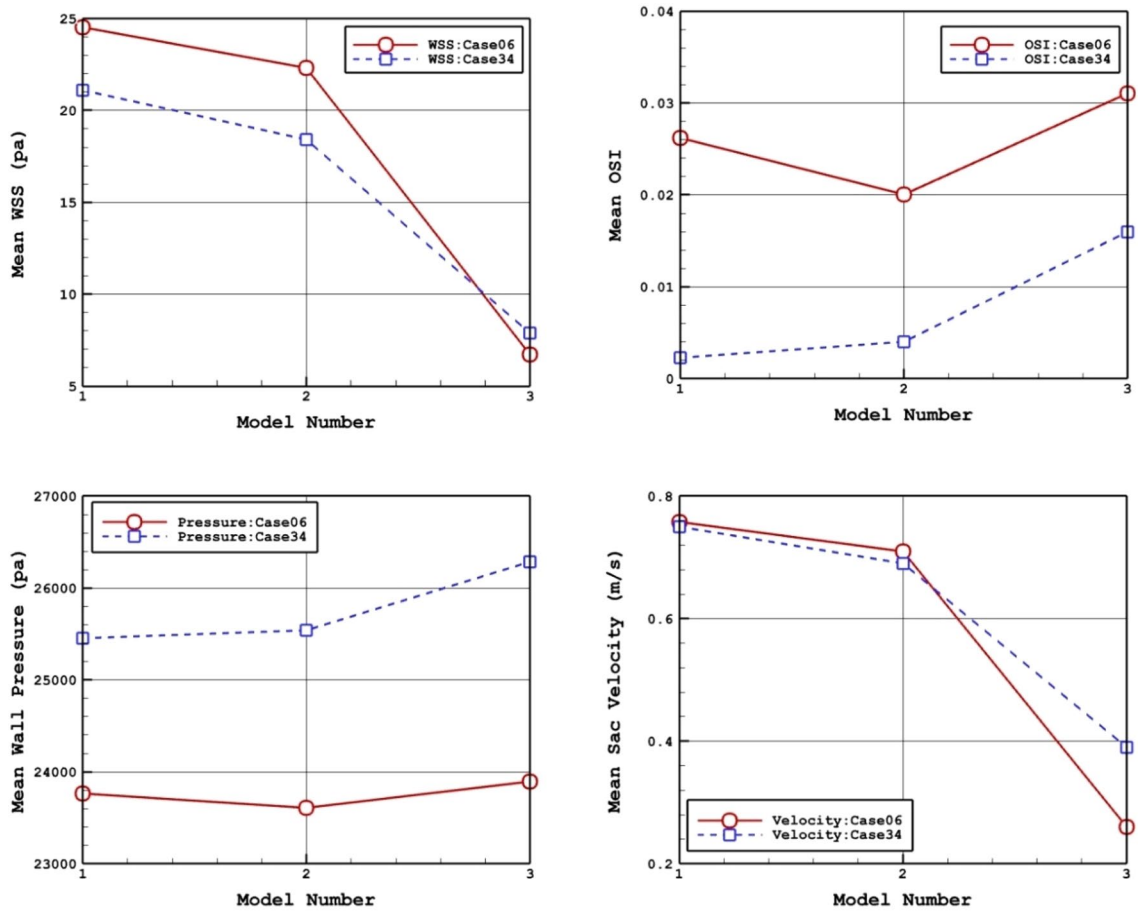 25
20
15
10
5
Mean WSS (pa)
WSS:Case06
WSS:Case34
1 2 3
Model Number
0.04
0.03
0.02
0.01
0
Mean OSI
OSI:Case06
OSI:Case34
1 2 3
Model Number
27000
26000
25000
24000
23000
Mean Wall Pressure (pa)
Pressure:Case06
Pressure:Case34
1 2 3
Model Number
0.8
0.6
0.4
0.2
Mean Sac Velocity (m/s)
Velocity:Case06
Velocity:Case34
1 2 3
Model Number